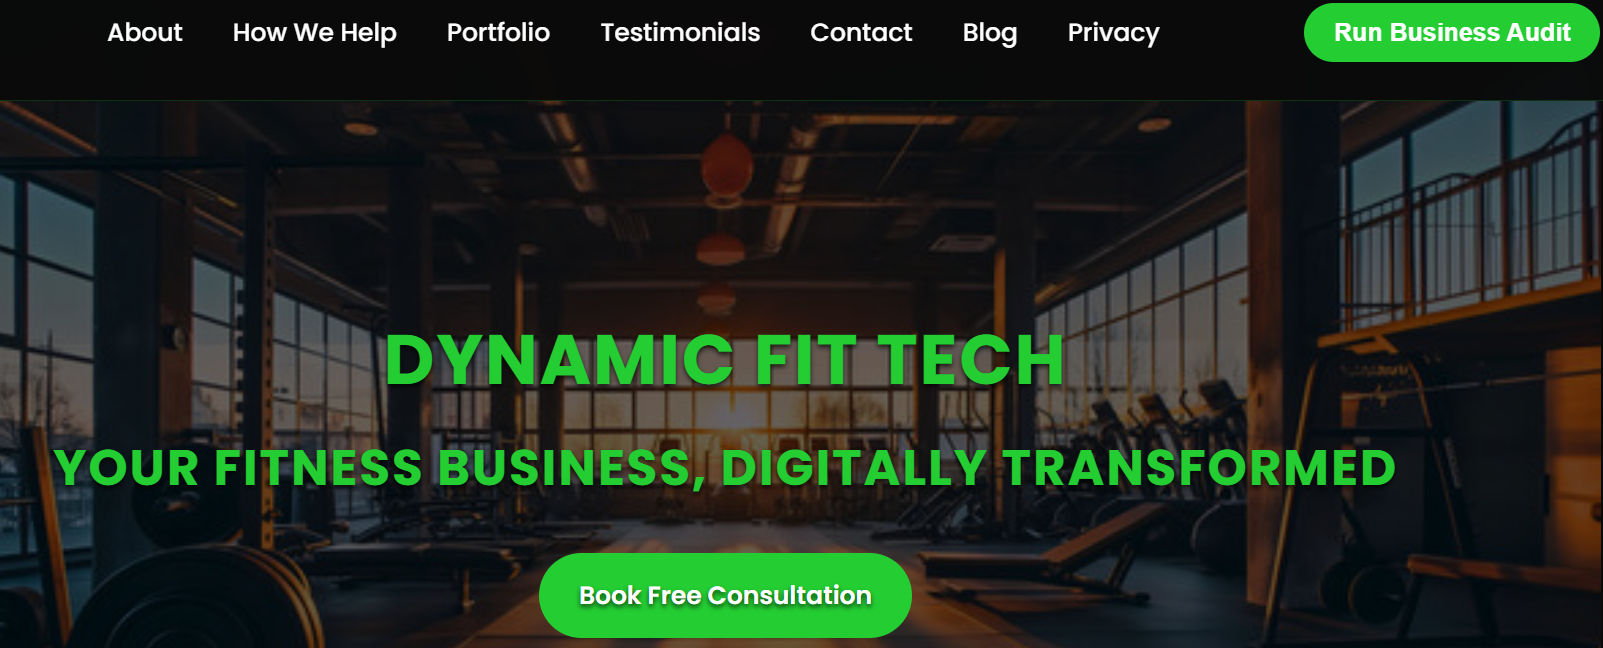 About How We Help Portfolio Testimonials Contact Blog Privacy Run Business Audit
DYNAMIC FIT TECH
YOUR FITNESS BUSINESS, DIGITALLY TRANSFORMED
Book Free Consultation